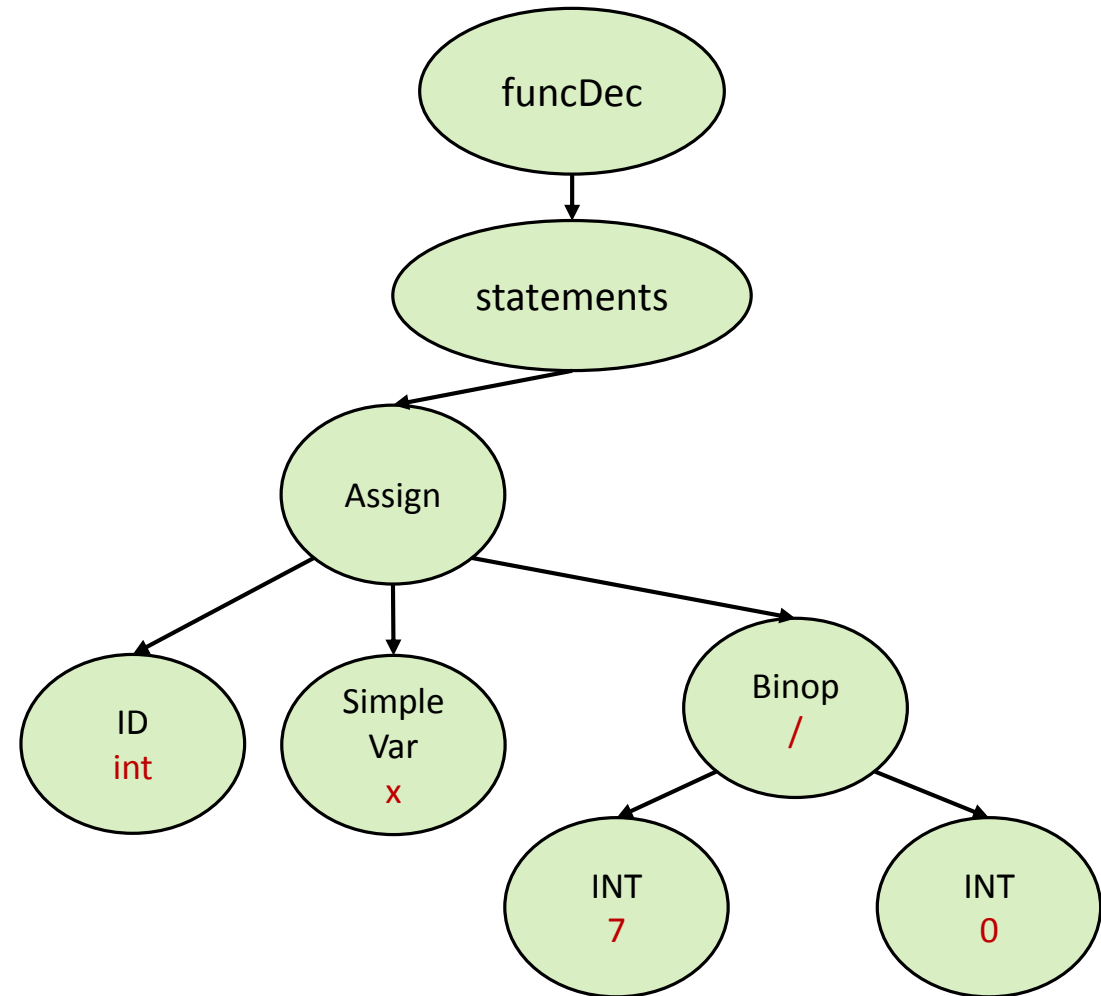 funcDec
statements
Assign
ID
int
Simple
Var
x
Binop
/
INT
7
INT
0